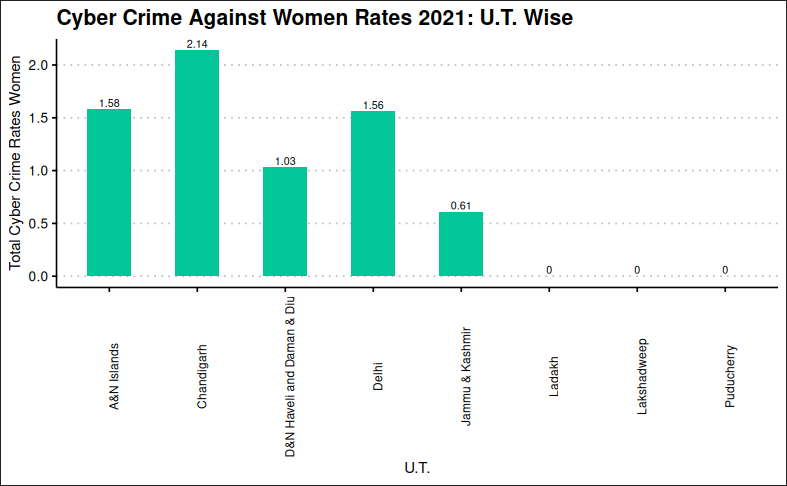 Cyber Crime Against Women Rates 2021: U.T. Wise
Total Cyber Crime Rates Women
2.0
1.5
1.0
0.5
0.0
1.58
2.14
1.03
1.56
0.61
0
0
0
A&N Islands
Chandigarh
D&N Haveli and Daman & Diu
Delhi
Jammu & Kashmir
Ladakh
Lakshadweep
Puducherry
U.T.